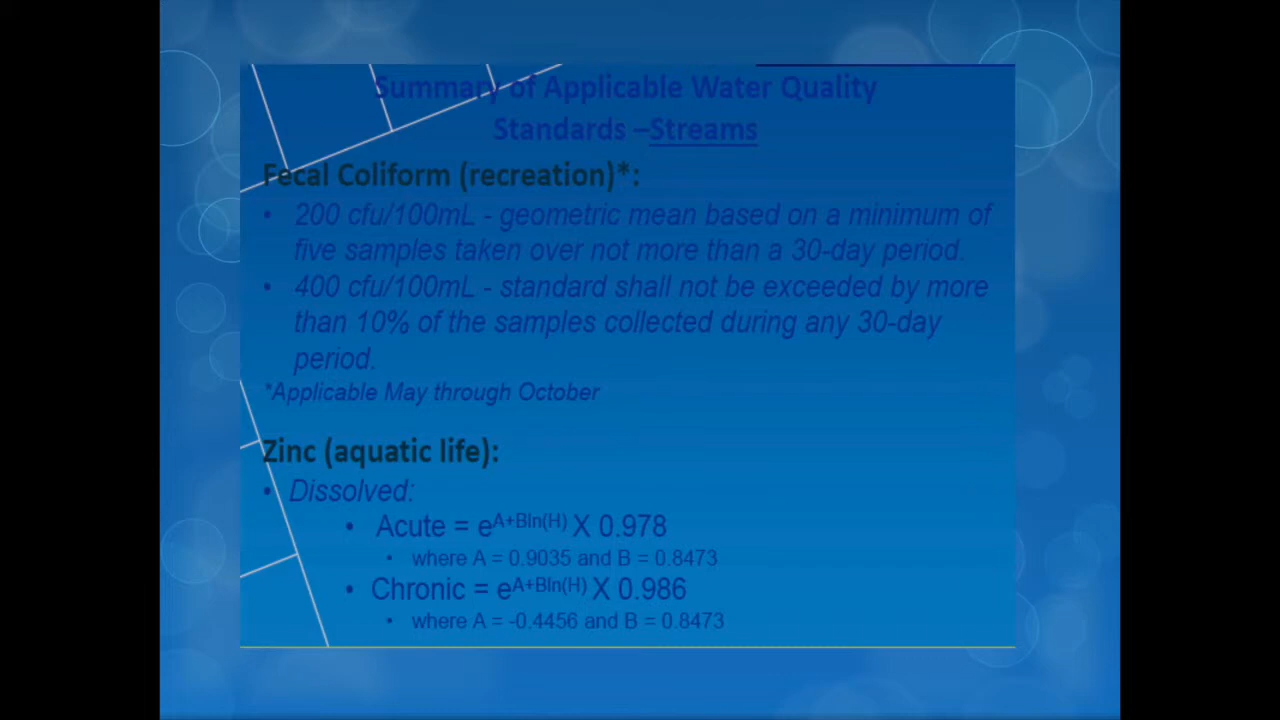 Summary of Applicable Water Quality
Standards –Streams
Fecal Coliform (recreation)*:
• 200 cfu/100mL - geometric mean based on a minimum of
five samples taken over not more than a 30-day period.
• 400 cfu/100mL - standard shall not be exceeded by more
than 10% of the samples collected during any 30-day
period.
*Applicable May through October
Zinc (aquatic life):
• Dissolved:
• Acute = e^A+Bln(H) X 0.978
• where A = 0.9035 and B = 0.8473
• Chronic = e^A+Bln(H) X 0.986
• where A = -0.4456 and B = 0.8473